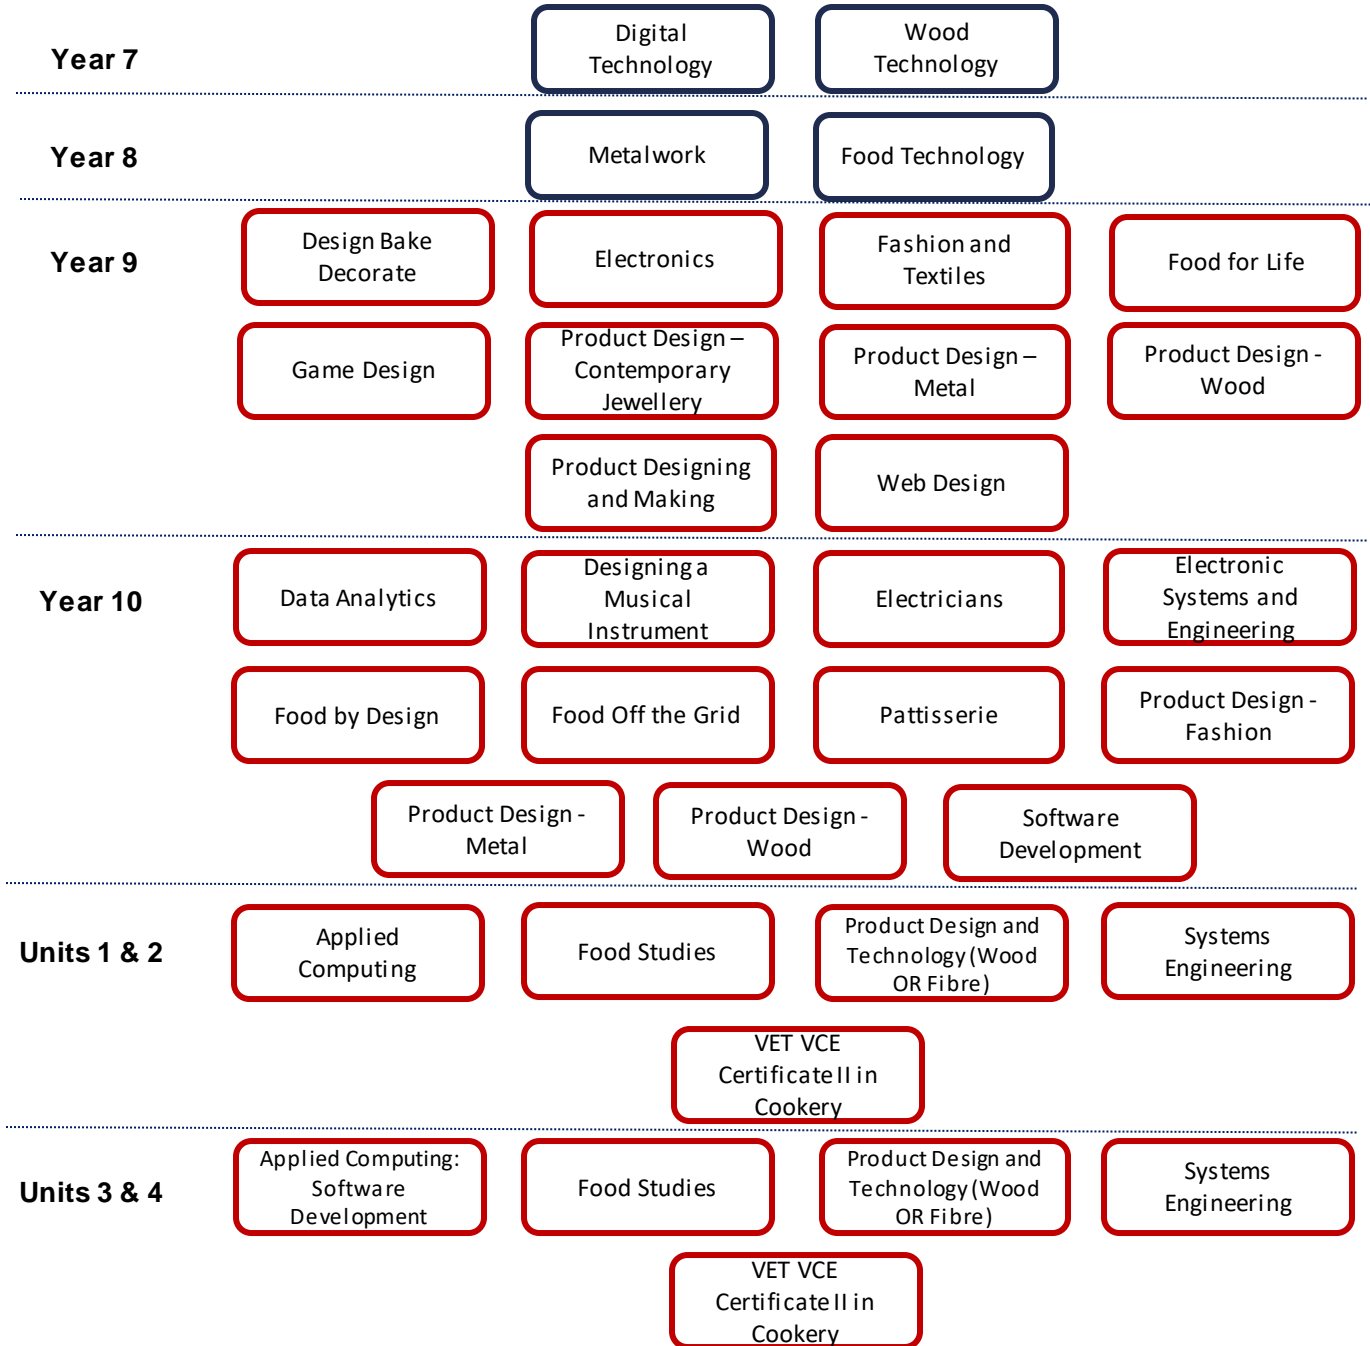 Year 7
Digital
Technology
Wood
Technology
Year 8
Metalwork
Food Technology
Year 9
Design Bake
Decorate
Electronics
Fashion and
Textiles
Food for Life
Game Design
Product Design –
Contemporary
Jewellery
Product Design –
Metal
Product Design -
Wood
Product Designing
and Making
Web Design
Year 10
Data Analytics
Designing a
Musical
Instrument
Electricians
Electronic
Systems and
Engineering
Food by Design
Food Off the Grid
Pattisserie
Product Design -
Fashion
Product Design -
Metal
Product Design -
Wood
Software
Development
Units 1 & 2
Applied
Computing
Food Studies
Product Design and
Technology (Wood
OR Fibre)
Systems
Engineering
VET VCE
Certificate II in
Cookery
Units 3 & 4
Applied Computing:
Software
Development
Food Studies
Product Design and
Technology (Wood
OR Fibre)
Systems
Engineering
VET VCE
Certificate II in
Cookery